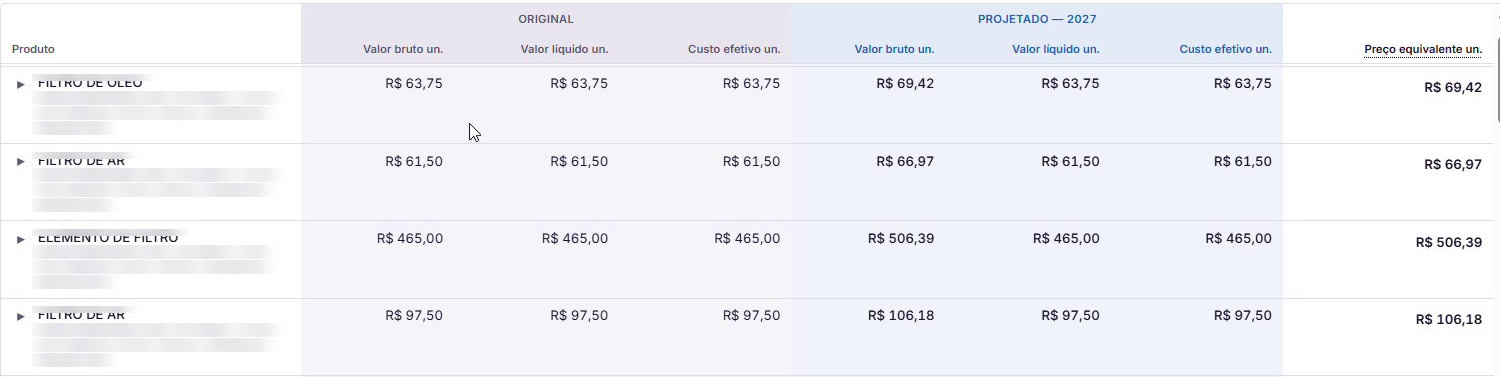 ORIGINAL PROJETADO — 2027
Produto Valor bruto un. Valor líquido un. Custo efetivo un. Valor bruto un. Valor líquido un. Custo efetivo un. Preço equivalente un.
▶ FILTRO DE OLEO R$ 63,75 R$ 63,75 R$ 63,75 R$ 69,42 R$ 63,75 R$ 63,75 R$ 69,42
▶ FILTRO DE AR R$ 61,50 R$ 61,50 R$ 61,50 R$ 66,97 R$ 61,50 R$ 61,50 R$ 66,97
▶ ELEMENTO DE FILTRO R$ 465,00 R$ 465,00 R$ 465,00 R$ 506,39 R$ 465,00 R$ 465,00 R$ 506,39
▶ FILTRO DE AR R$ 97,50 R$ 97,50 R$ 97,50 R$ 106,18 R$ 97,50 R$ 97,50 R$ 106,18